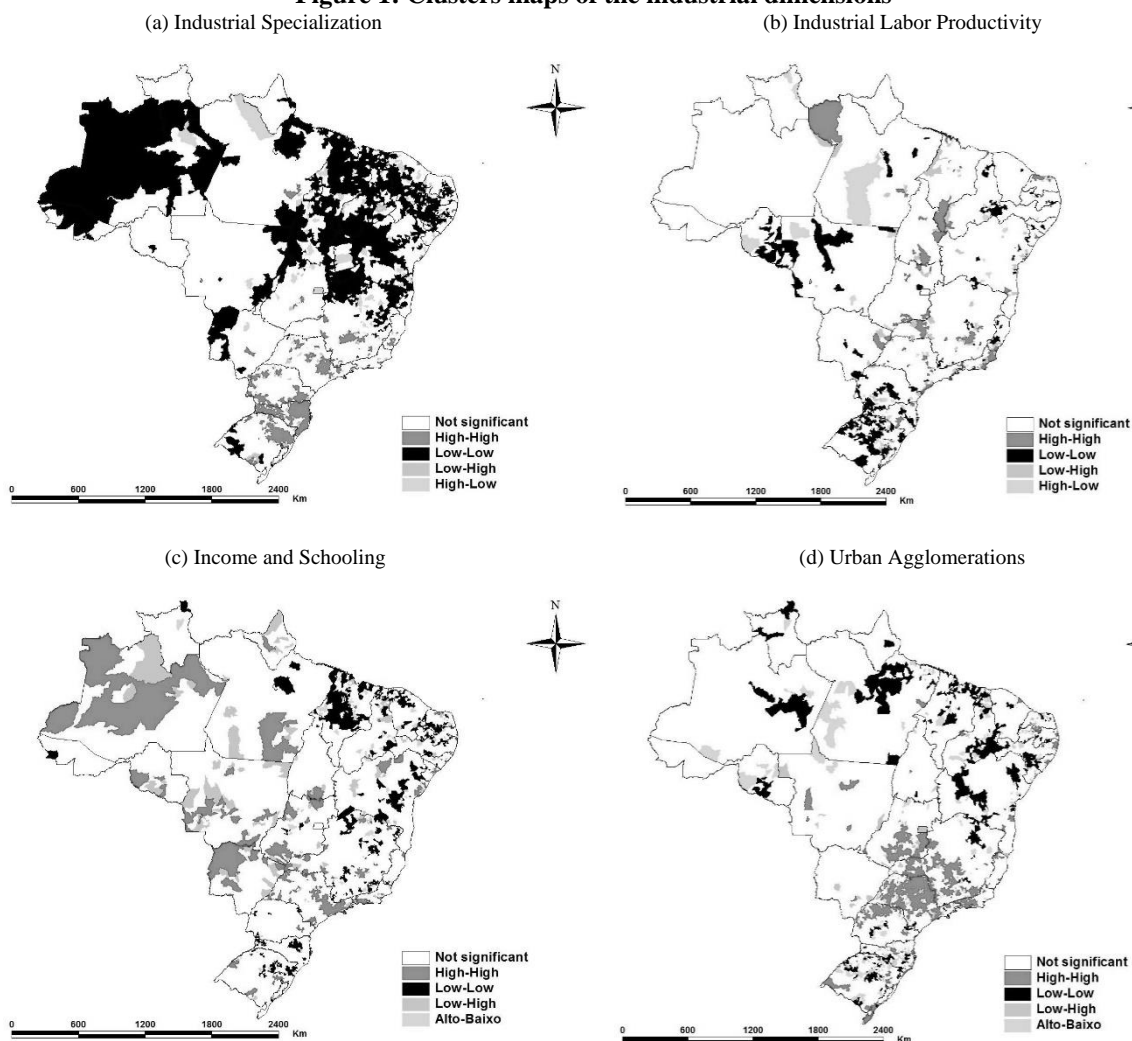 Figure 1: Clusters maps of the industrial dimensions
(a) Industrial Specialization
(b) Industrial Labor Productivity
N
Not significant
High-High
Low-Low
Low-High
High-Low
0 600 1200 1800 2400
Km
Not significant
High-High
Low-Low
Low-High
High-Low
0 600 1200 1800 2400
Km
(c) Income and Schooling
(d) Urban Agglomerations
N
Not significant
High-High
Low-Low
Low-High
Alto-Baixo
0 600 1200 1800 2400
Km
Not significant
High-High
Low-Low
Low-High
Alto-Baixo
0 600 1200 1800 2400
Km